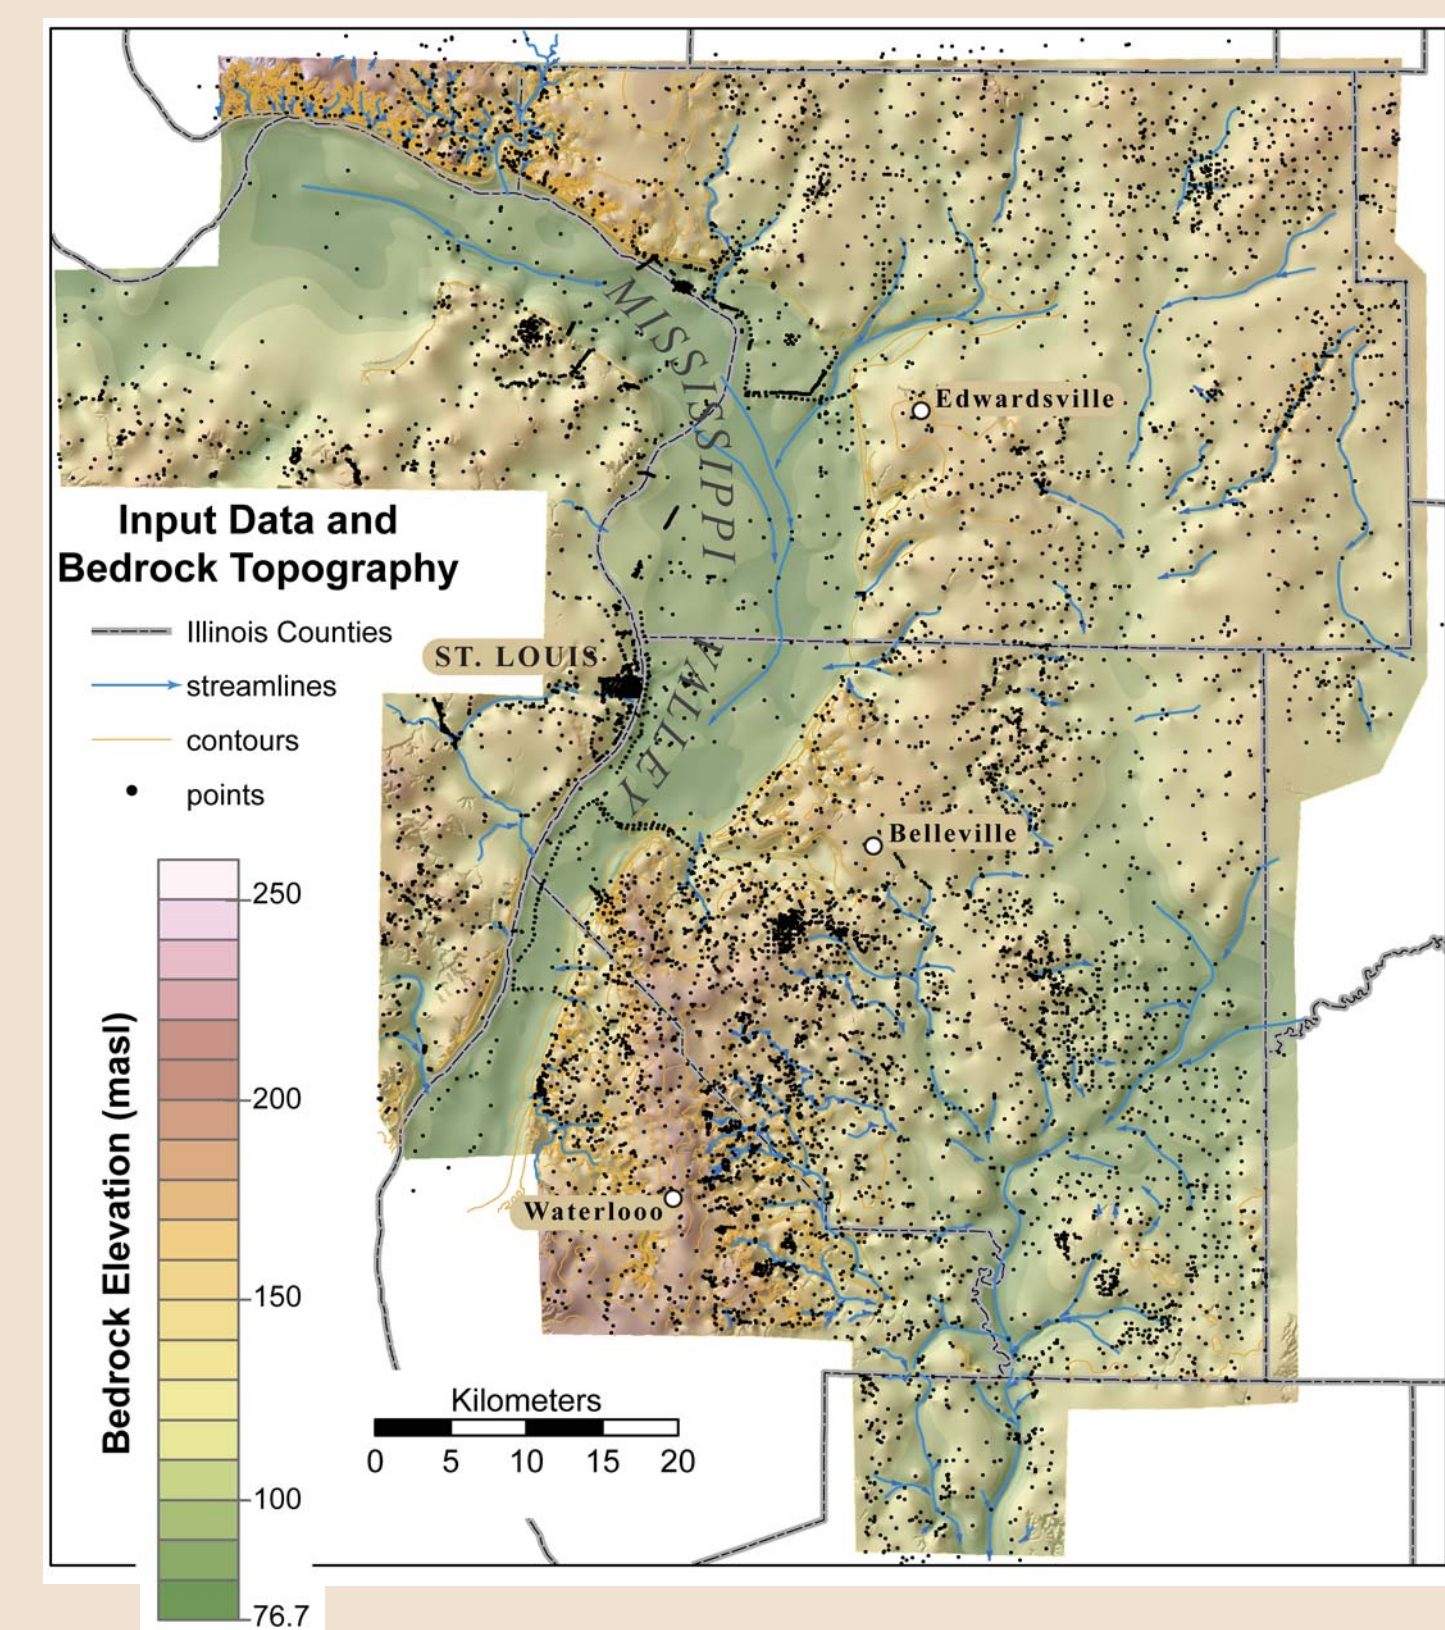 MISSISSIPPI
VALLEY
Edwardsville
Input Data and
Bedrock Topography
Illinois Counties
streamlines
contours
points
ST. LOUIS
Belleville
Waterlooo
Bedrock Elevation (masl)
250
200
150
100
76.7
Kilometers
0 5 10 15 20